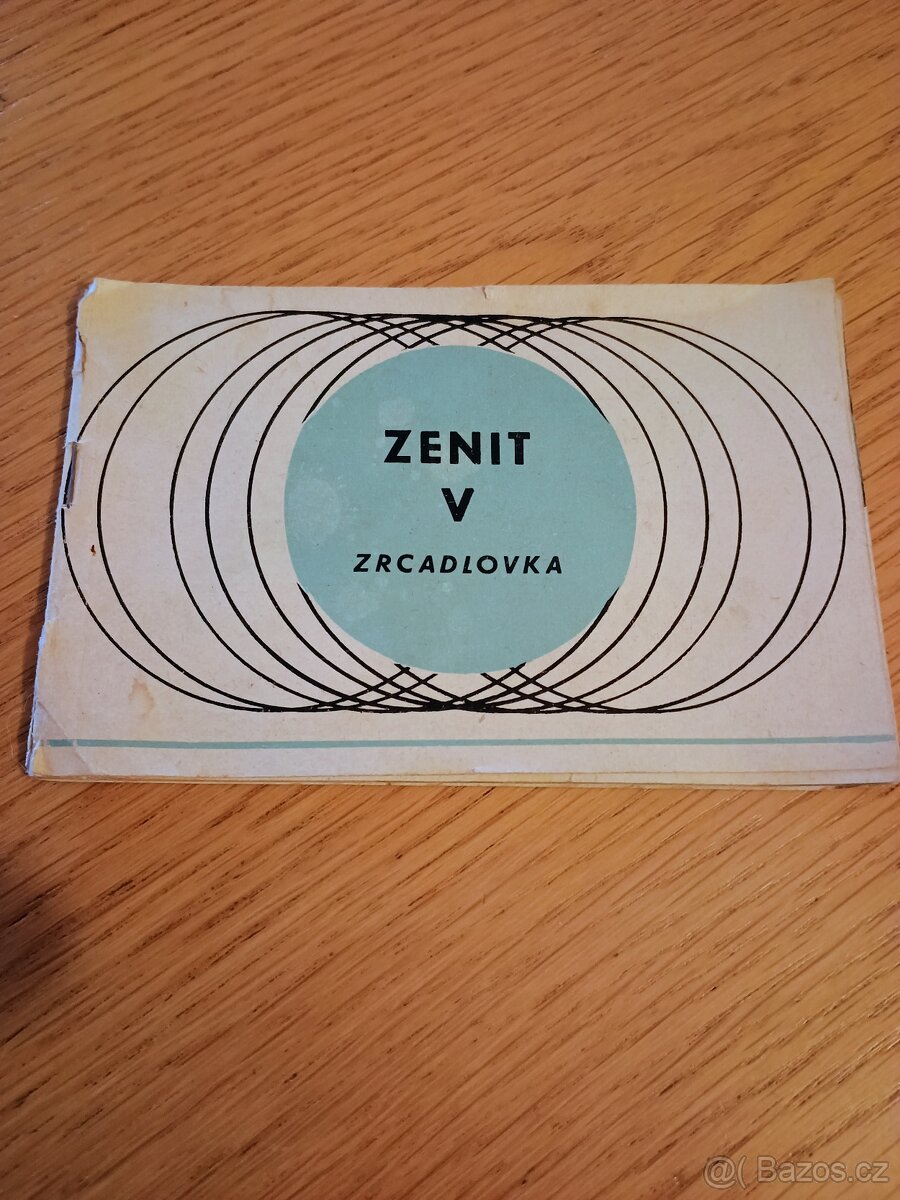 ZENIT
V
ZRCADLOVKA
@( Bazos.cz